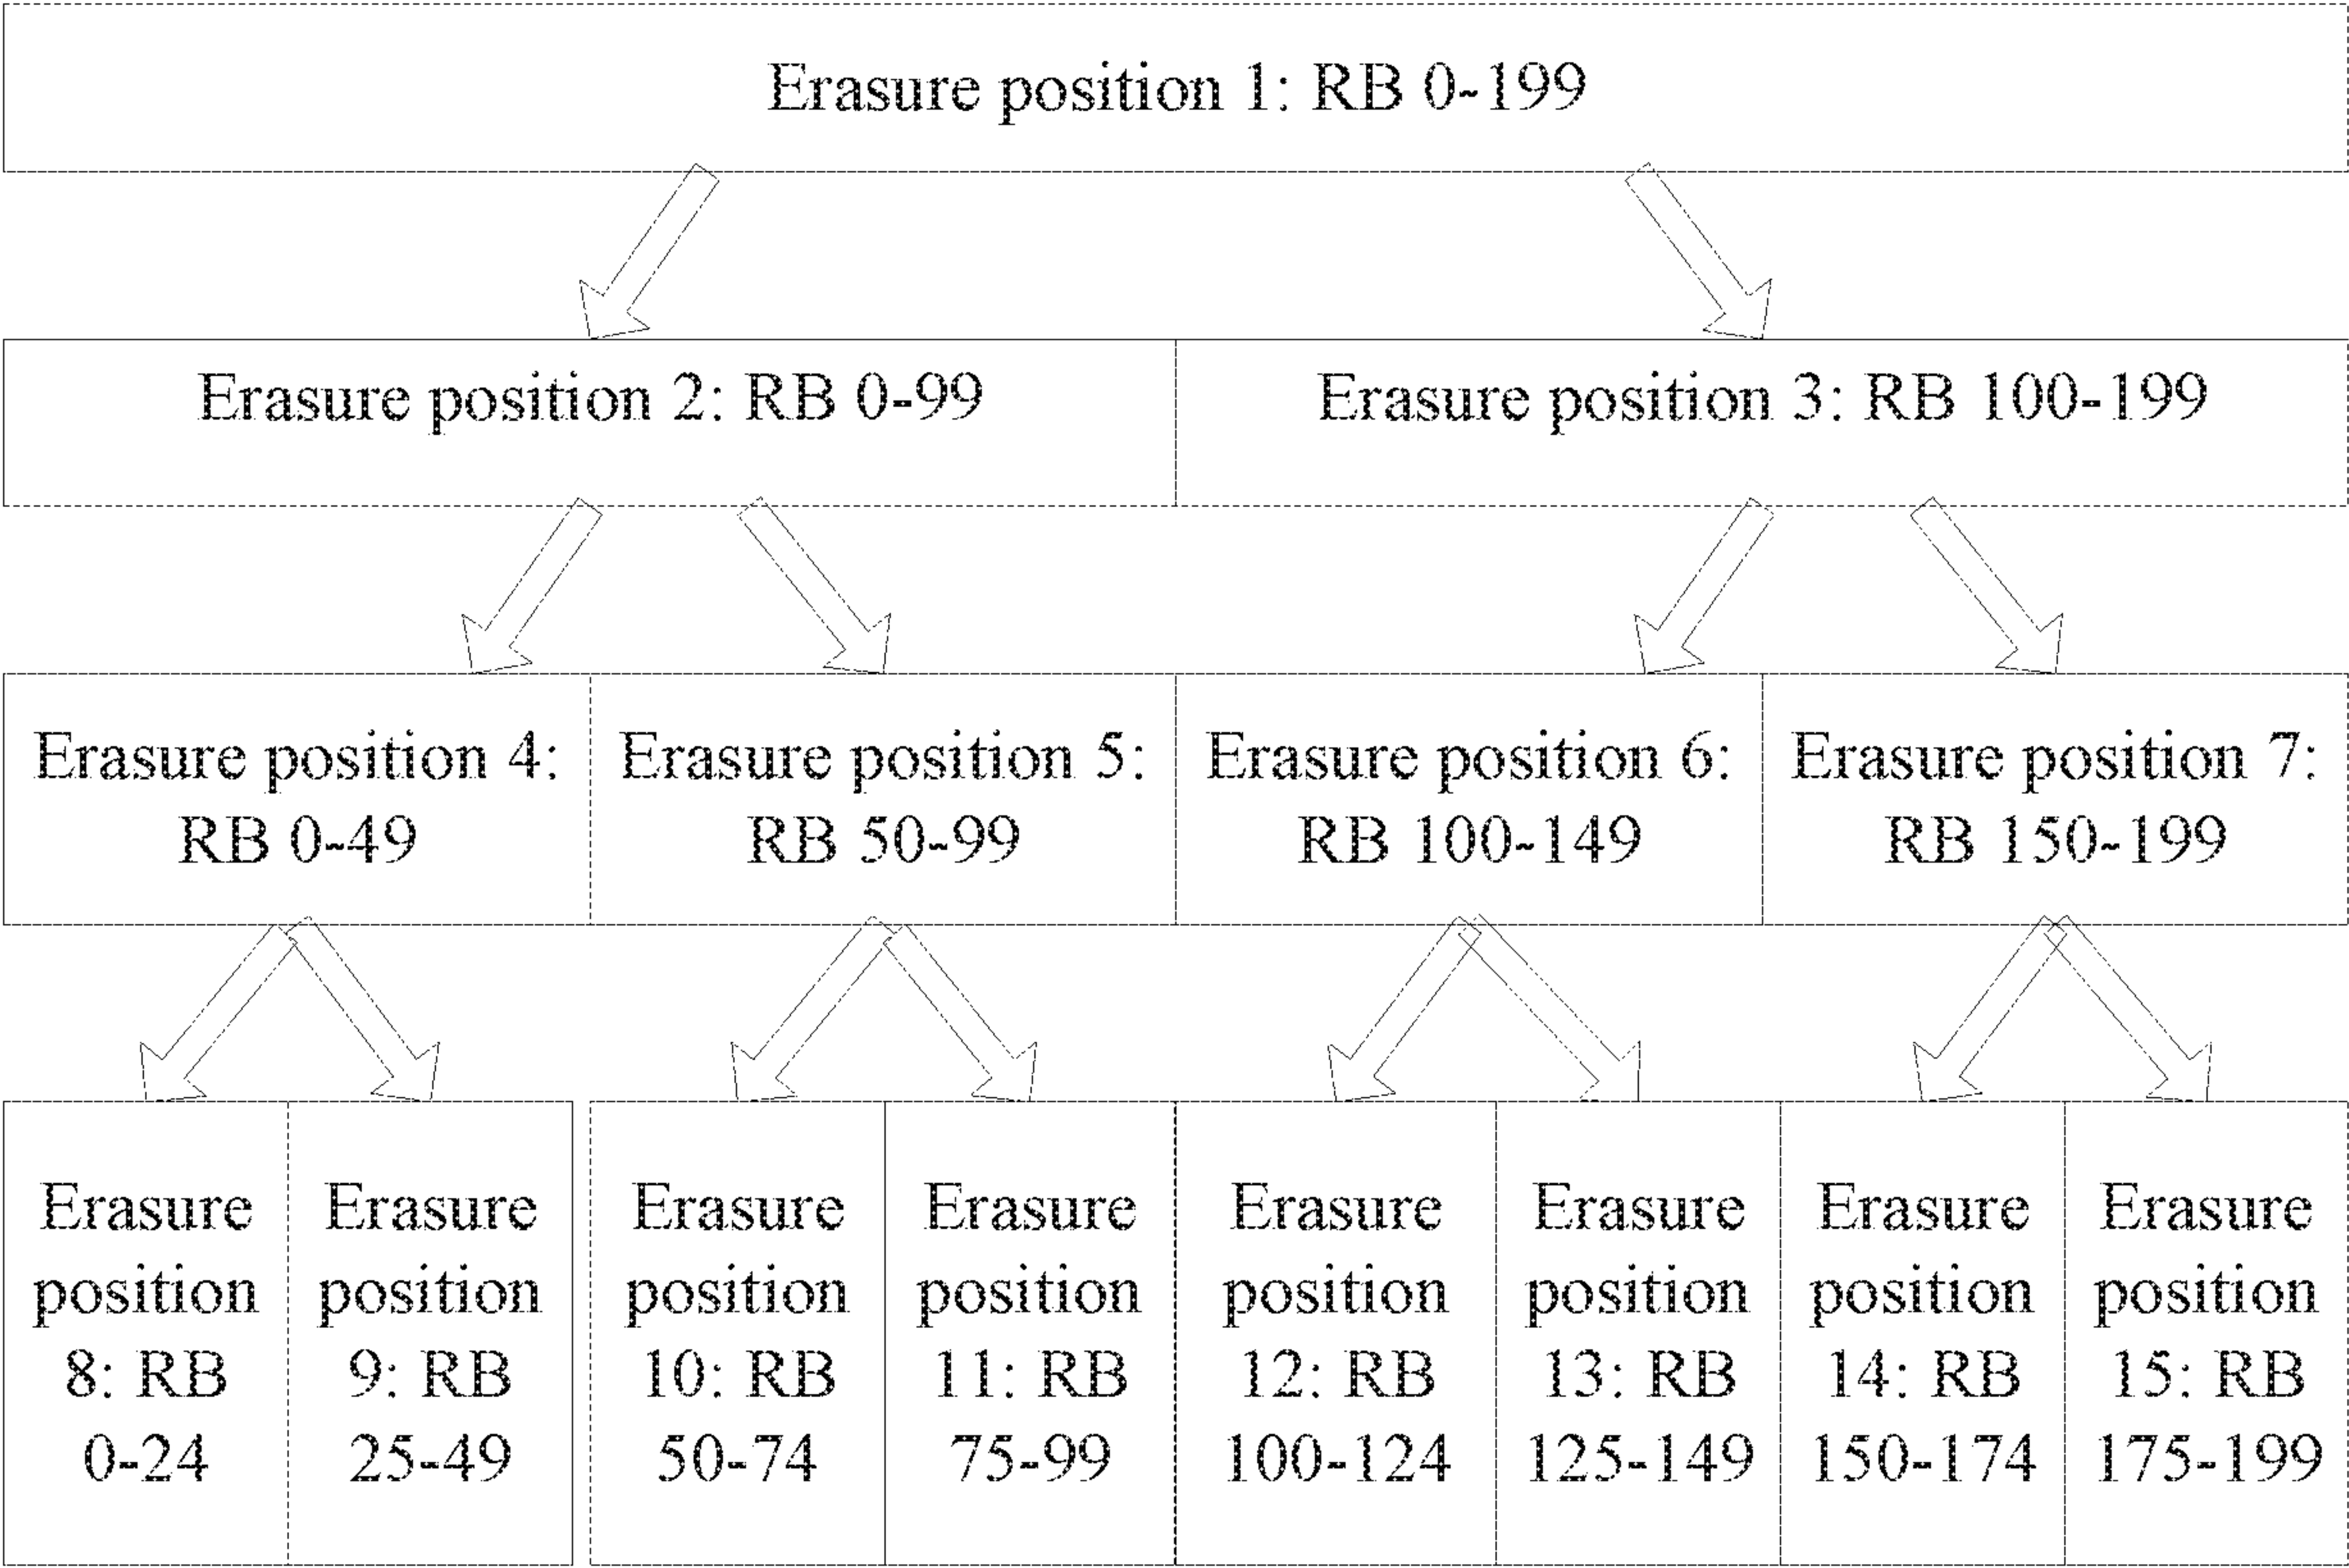 Erasure position 1: RB 0-199
Erasure position 2: RB 0-99
Erasure position 3: RB 100-199
Erasure position 4:
RB 0-49
Erasure position 5:
RB 50-99
Erasure position 6:
RB 100-149
Erasure position 7:
RB 150-199
Erasure
position
8: RB
0-24
Erasure
position
9: RB
25-49
Erasure
position
10: RB
50-74
Erasure
position
11: RB
75-99
Erasure
position
12: RB
100-124
Erasure
position
13: RB
125-149
Erasure
position
14: RB
150-174
Erasure
position
15: RB
175-199